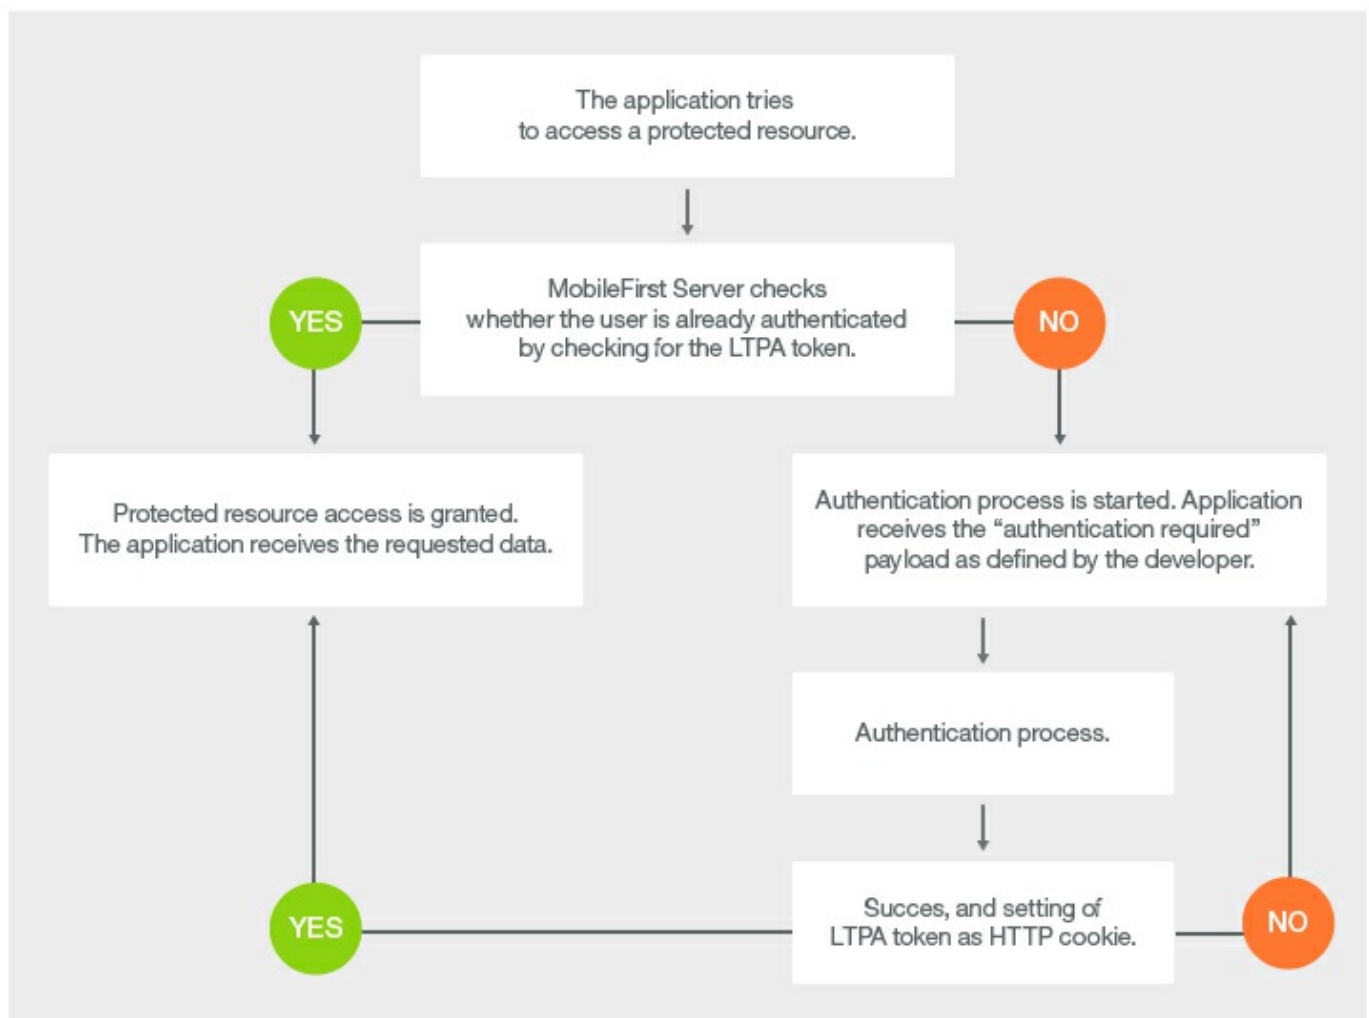 The application tries
to access a protected resource.
MobileFirst Server checks
whether the user is already authenticated
by checking for the LTPA token.
YES
NO
Protected resource access is granted.
The application receives the requested data.
Authentication process is started. Application
receives the “authentication required”
payload as defined by the developer.
Authentication process.
Succes, and setting of
LTPA token as HTTP cookie.
YES
NO